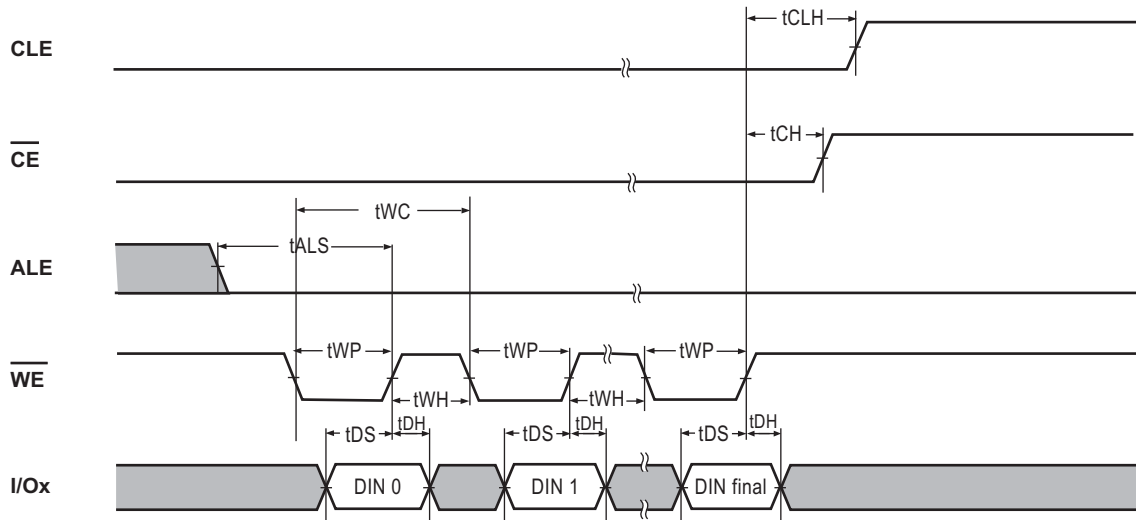 tCLH
CLE
tCH
CE
tWC
tALS
ALE
tWP tWP tWP
WE
tWH tWH
tDS tDH tDS tDH tDS tDH
I/Ox DIN 0 DIN 1 DIN final